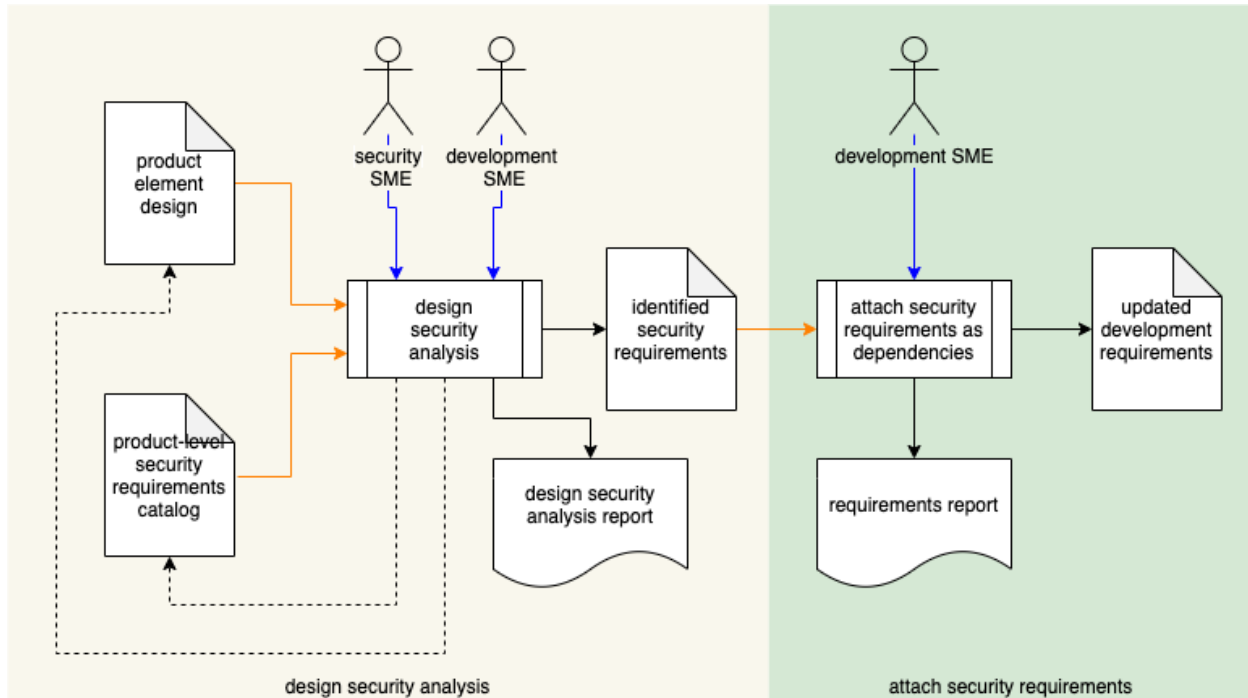 security
SME
development
SME
development SME
product
element
design
design
security
analysis
identified
security
requirements
attach security
requirements as
dependencies
updated
development
requirements
product-level
security
requirements
catalog
design security
analysis report
requirements report
design security analysis
attach security requirements